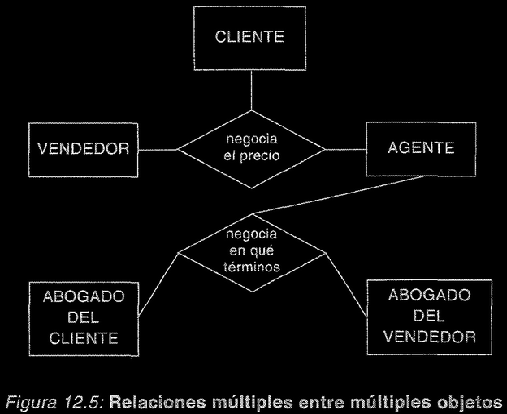 CLIENTE
VENDEDOR
negocia
el precio
AGENTE
negocia
en qué
términos
ABOGADO
DEL
CLIENTE
ABOGADO
DEL
VENDEDOR
Figura 12.5: Relaciones múltiples entre múltiples objetos